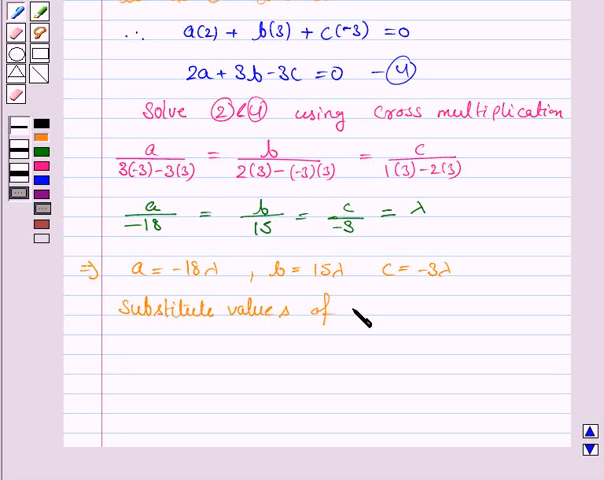 ∴ a(2) + b(3) + c(-3) = 0
2a + 3b - 3c = 0 - (4)
Solve (2) & (4) using Cross multiplication
a/(3(-3)-3(3)) = b/(2(3)-(-3)(3)) = c/(1(3)-2(3))
a/-18 = b/15 = c/-3 = λ
⇒ a = -18λ , b = 15λ c = -3λ
Substitute values of